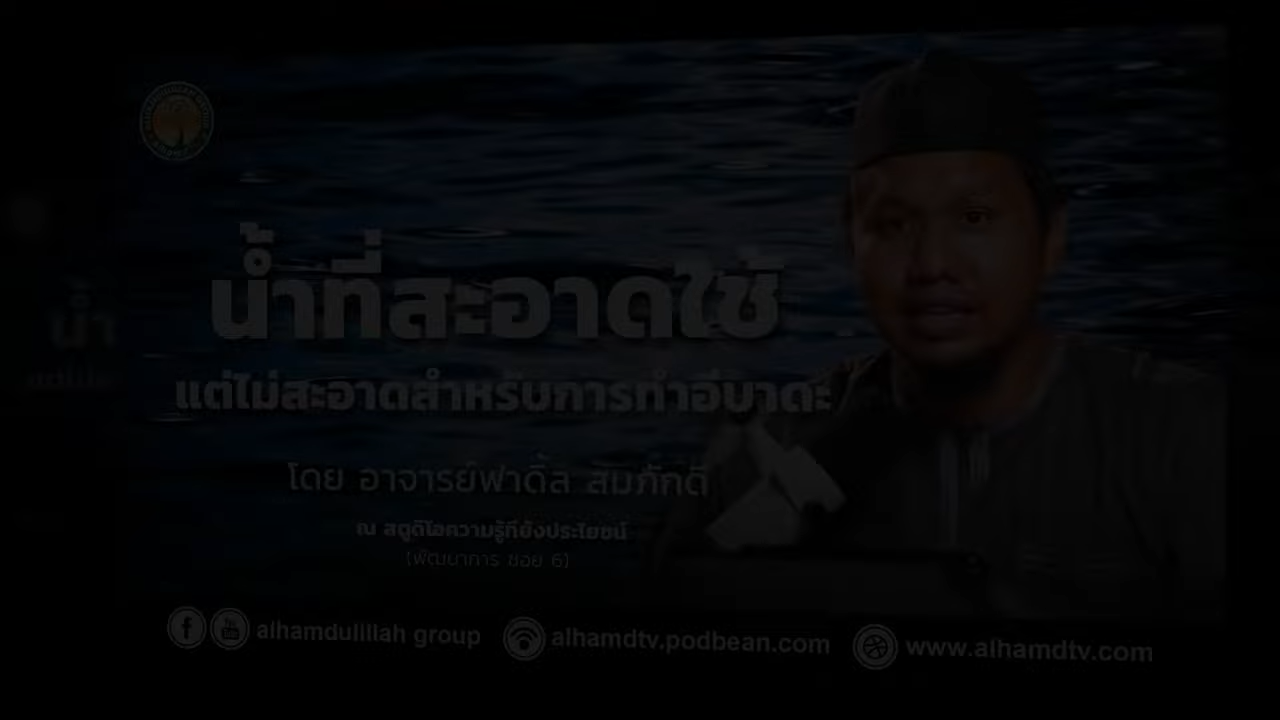 น้ำที่สะอาดใช้
แต่ไม่สะอาดสำหรับการทำอีบาดะ
โดย อาจารย์ฟาดิ้ล สัมภักดี
ณ สตูดิโอความรู้ที่ยังประโยชน์
(พัฒนาการ ซอย 6)
alhamdulillah group
alhamdtv.podbean.com
www.alhamdtv.com